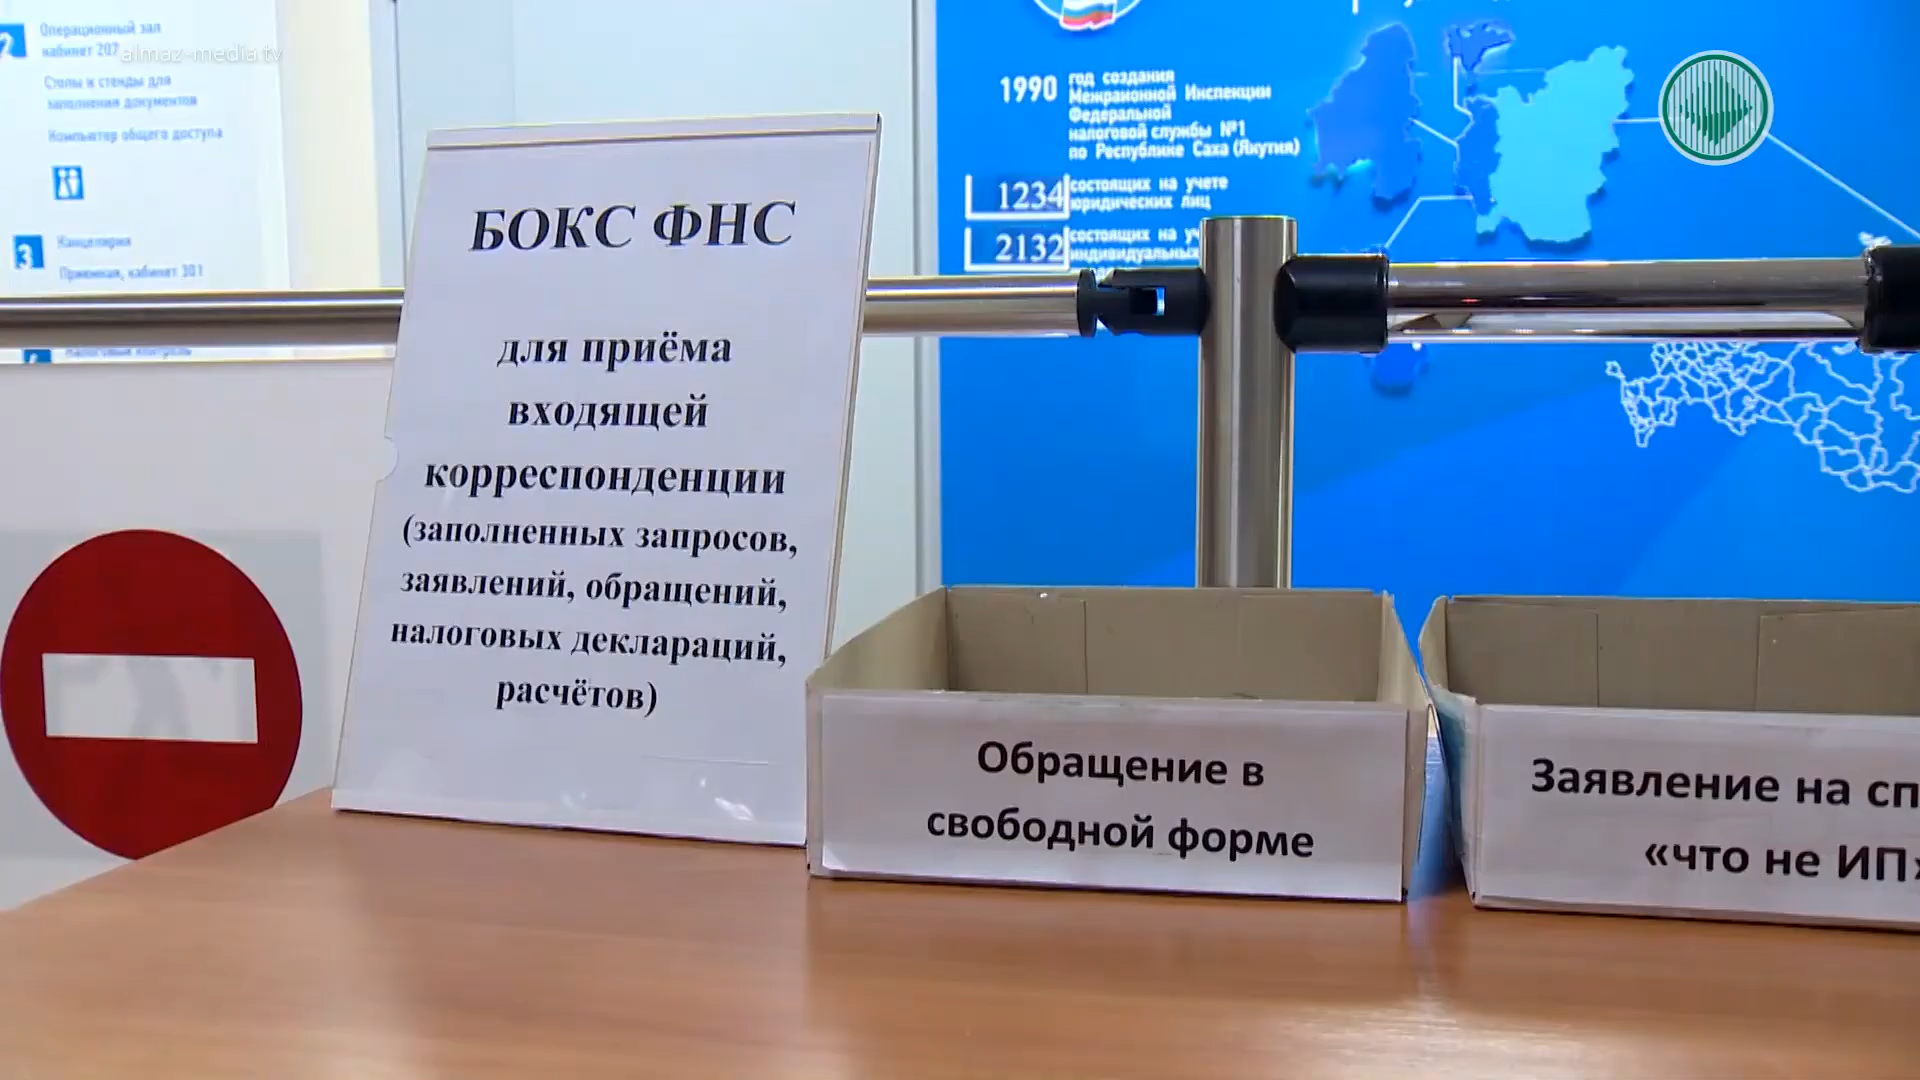 almaz-media.tv
2
Операционный зал
кабинет 207
Столы и стенды для
заполнения документов
Компьютер общего доступа
3
Канцелярия
Приемная, кабинет 301
1990
год создания
Межрайонной Инспекции
Федеральной
налоговой службы №1
по Республике Саха (Якутия)
1234
состоящих на учете
юридических лиц
2132
состоящих на
индивидуальных
БОКС ФНС
для приёма
входящей
корреспонденции
(заполненных запросов,
заявлений, обращений,
налоговых деклараций,
расчётов)
Обращение в
свободной форме
Заявление на сп
«что не ИП»